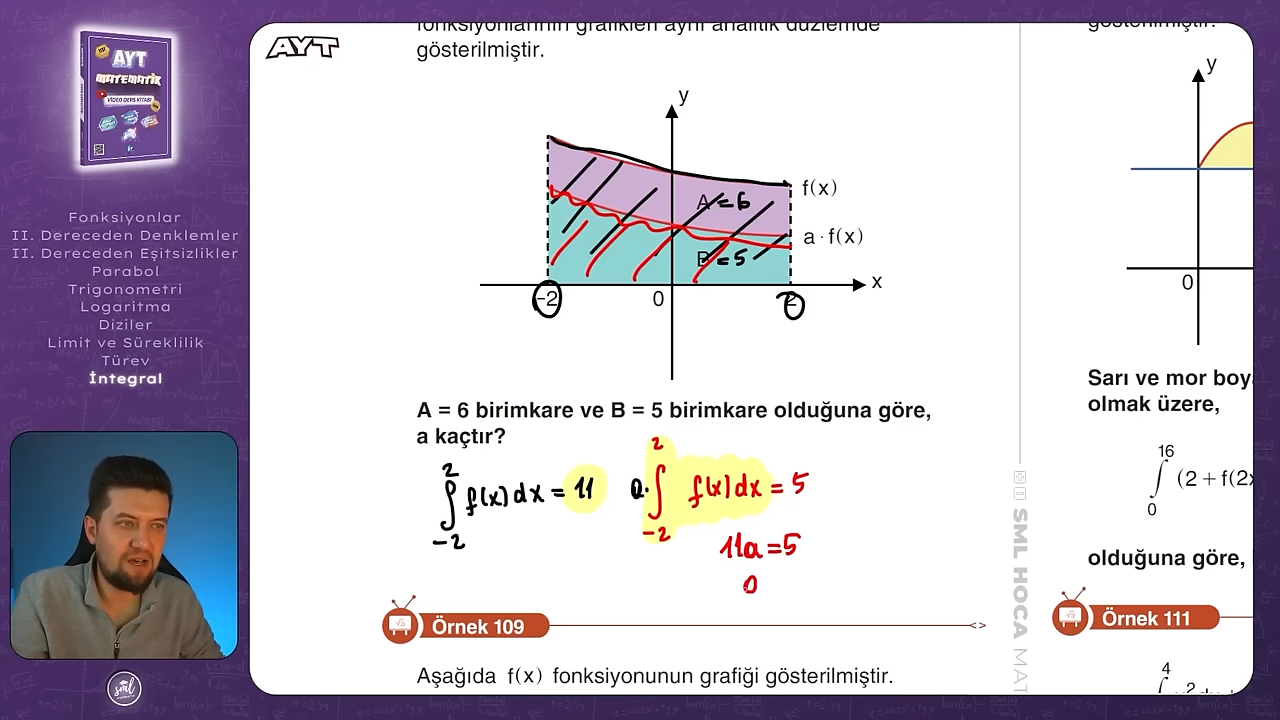 AYT
MATEMATİK
VİDEO DERS KİTABI
Fonksiyonlar
II. Dereceden Denklemler
II. Dereceden Eşitsizlikler
Parabol
Trigonometri
Logaritma
Diziler
Limit ve Süreklilik
Türev
İntegral
sml
AYT
fonksiyonlarının grafikleri aynı analitik düzlemde
gösterilmiştir.
y
f(x)
A = 6
a · f(x)
B = 5
x
-2 0 2
A = 6 birimkare ve B = 5 birimkare olduğuna göre,
a kaçtır?
∫_{-2}^{2} f(x) dx = 11
a · ∫_{-2}^{2} f(x) dx = 5
11a = 5
Örnek 109
Aşağıda f(x) fonksiyonunun grafiği gösterilmiştir.
SML HOCA MAT
gösterilmiştir.
y
0
Sarı ve mor boy
olmak üzere,
∫_{0}^{16} (2 + f(2x
olduğuna göre,
Örnek 111
4